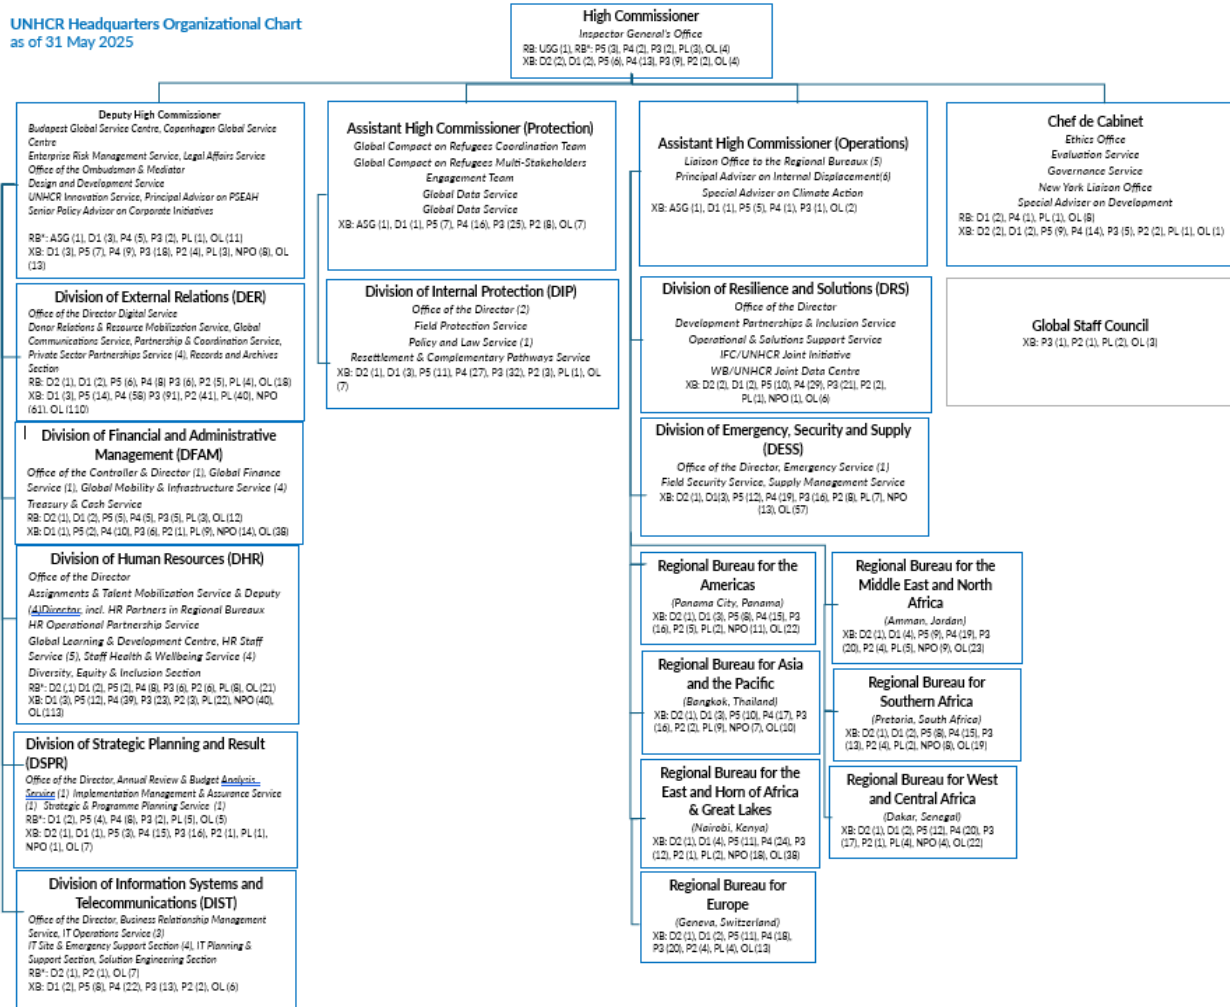 UNHCR Headquarters Organizational Chart
as of 31 May 2025
High Commissioner
Inspector General's Office
RB: USG (1), RB*: P5 (3), P4 (2), P3 (2), PL (3), OL (4)
XB: D2 (2), D1 (2), P5 (6), P4 (13), P3 (9), P2 (2), OL (4)
Deputy High Commissioner
Budapest Global Service Centre, Copenhagen Global Service
Centre
Enterprise Risk Management Service, Legal Affairs Service
Office of the Ombudsman & Mediator
Design and Development Service
UNHCR Innovation Service, Principal Advisor on PSEAH
Senior Policy Advisor on Corporate Initiatives
RB*: ASG (1), D1 (3), P4 (5), P3 (2), PL (1), OL (11)
XB: D1 (3), P5 (7), P4 (9), P3 (18), P2 (4), PL (3), NPO (8), OL
(13)
Assistant High Commissioner (Protection)
Global Compact on Refugees Coordination Team
Global Compact on Refugees Multi-Stakeholders
Engagement Team
Global Data Service
Global Data Service
XB: ASG (1), D1 (1), P5 (7), P4 (16), P3 (25), P2 (8), OL (7)
Assistant High Commissioner (Operations)
Liaison Office to the Regional Bureaux (5)
Principal Adviser on Internal Displacement(6)
Special Adviser on Climate Action
XB: ASG (1), D1 (1), P5 (5), P4 (1), P3 (1), OL (2)
Chef de Cabinet
Ethics Office
Evaluation Service
Governance Service
New York Liaison Office
Special Adviser on Development
RB: D1 (2), P4 (1), PL (1), OL (8)
XB: D2 (2), D1 (2), P5 (9), P4 (14), P3 (5), P2 (2), PL (1), OL (1)
Division of External Relations (DER)
Office of the Director Digital Service
Donor Relations & Resource Mobilization Service, Global
Communications Service, Partnership & Coordination Service,
Private Sector Partnerships Service (4), Records and Archives
Section
RB: D2 (1), D1 (2), P5 (6), P4 (8) P3 (6), P2 (5), PL (4), OL (18)
XB: D1 (3), P5 (14), P4 (58) P3 (91), P2 (41), PL (40), NPO
(61), OL (110)
Division of Internal Protection (DIP)
Office of the Director (2)
Field Protection Service
Policy and Law Service (1)
Resettlement & Complementary Pathways Service
XB: D2 (1), D1 (3), P5 (11), P4 (27), P3 (32), P2 (3), PL (1), OL
(7)
Division of Resilience and Solutions (DRS)
Office of the Director
Development Partnerships & Inclusion Service
Operational & Solutions Support Service
IFC/UNHCR Joint Initiative
WB/UNHCR Joint Data Centre
XB: D2 (2), D1 (2), P5 (10), P4 (29), P3 (21), P2 (2),
PL (1), NPO (1), OL (6)
Global Staff Council
XB: P3 (1), P2 (1), PL (2), OL (3)
Division of Financial and Administrative
Management (DFAM)
Office of the Controller & Director (1), Global Finance
Service (1), Global Mobility & Infrastructure Service (4)
Treasury & Cash Service
RB: D2 (1), D1 (2), P5 (5), P4 (5), P3 (5), PL (3), OL (12)
XB: D1 (1), P5 (2), P4 (10), P3 (6), P2 (1), PL (9), NPO (14), OL (38)
Division of Emergency, Security and Supply
(DESS)
Office of the Director, Emergency Service (1)
Field Security Service, Supply Management Service
XB: D2 (1), D1(3), P5 (12), P4 (19), P3 (16), P2 (8), PL (7), NPO
(13), OL (57)
Division of Human Resources (DHR)
Office of the Director
Assignments & Talent Mobilization Service & Deputy
(4)Director, incl. HR Partners in Regional Bureaux
HR Operational Partnership Service
Global Learning & Development Centre, HR Staff
Service (5), Staff Health & Wellbeing Service (4)
Diversity, Equity & Inclusion Section
RB*: D2 (,1) D1 (2), P5 (2), P4 (8), P3 (6), P2 (6), PL (8), OL (21)
XB: D1 (3), P5 (12), P4 (39), P3 (23), P2 (3), PL (22), NPO (40),
OL (113)
Regional Bureau for the
Americas
(Panama City, Panama)
XB: D2 (1), D1 (3), P5 (8), P4 (15), P3
(16), P2 (5), PL (2), NPO (11), OL (22)
Regional Bureau for the
Middle East and North
Africa
(Amman, Jordan)
XB: D2 (1), D1 (4), P5 (9), P4 (19), P3
(20), P2 (4), PL (5), NPO (9), OL (23)
Regional Bureau for Asia
and the Pacific
(Bangkok, Thailand)
XB: D2 (1), D1 (3), P5 (10), P4 (17), P3
(16), P2 (2), PL (9), NPO (7), OL (10)
Regional Bureau for
Southern Africa
(Pretoria, South Africa)
XB: D2 (1), D1 (2), P5 (8), P4 (15), P3
(13), P2 (4), PL (2), NPO (8), OL (19)
Division of Strategic Planning and Result
(DSPR)
Office of the Director, Annual Review & Budget Analysis
Service (1) Implementation Management & Assurance Service
(1) Strategic & Programme Planning Service (1)
RB*: D1 (2), P5 (4), P4 (8), P3 (2), PL (5), OL (5)
XB: D2 (1), D1 (1), P5 (3), P4 (15), P3 (16), P2 (1), PL (1),
NPO (1), OL (7)
Regional Bureau for the
East and Horn of Africa
& Great Lakes
(Nairobi, Kenya)
XB: D2 (1), D1 (4), P5 (11), P4 (24), P3
(12), P2 (1), PL (2), NPO (18), OL (38)
Regional Bureau for West
and Central Africa
(Dakar, Senegal)
XB: D2 (1), D1 (2), P5 (12), P4 (20), P3
(17), P2 (1), PL (4), NPO (4), OL (22)
Division of Information Systems and
Telecommunications (DIST)
Office of the Director, Business Relationship Management
Service, IT Operations Service (3)
IT Site & Emergency Support Section (4), IT Planning &
Support Section, Solution Engineering Section
RB*: D2 (1), P2 (1), OL (7)
XB: D1 (2), P5 (8), P4 (22), P3 (13), P2 (2), OL (6)
Regional Bureau for
Europe
(Geneva, Switzerland)
XB: D2 (1), D1 (2), P5 (11), P4 (18),
P3 (20), P2 (4), PL (4), OL (13)